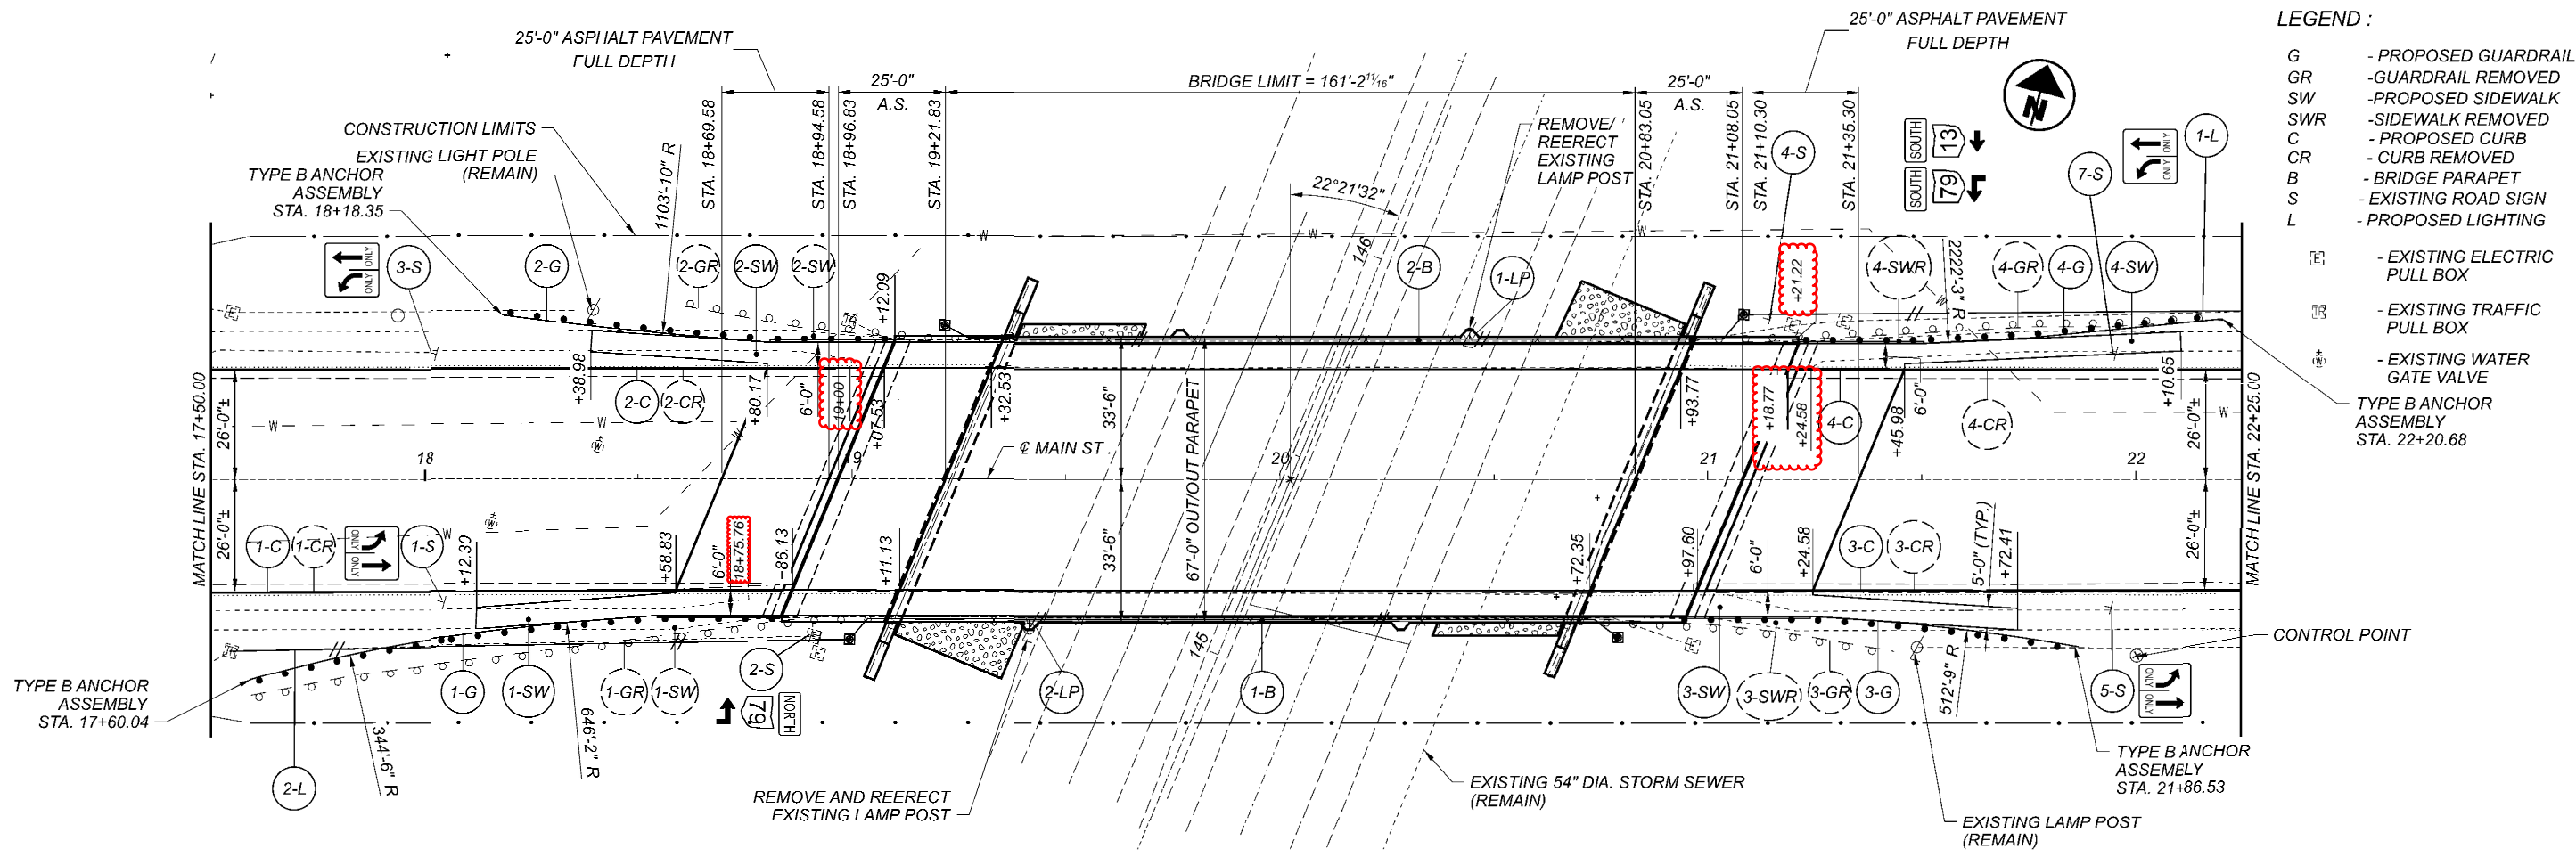 25'-0" ASPHALT PAVEMENT
FULL DEPTH
25'-0"
A.S.
BRIDGE LIMIT = 161'-2 11/16"
25'-0"
A.S.
25'-0" ASPHALT PAVEMENT
FULL DEPTH
N
LEGEND :
G - PROPOSED GUARDRAIL
GR -GUARDRAIL REMOVED
SW -PROPOSED SIDEWALK
SWR -SIDEWALK REMOVED
C - PROPOSED CURB
CR - CURB REMOVED
B - BRIDGE PARAPET
S - EXISTING ROAD SIGN
L - PROPOSED LIGHTING
E - EXISTING ELECTRIC
PULL BOX
- EXISTING TRAFFIC
PULL BOX
W - EXISTING WATER
GATE VALVE
CONSTRUCTION LIMITS
EXISTING LIGHT POLE
(REMAIN)
TYPE B ANCHOR
ASSEMBLY
STA. 18+18.35
1103'-10" R
STA. 18+69.58
STA. 18+94.58
STA. 18+96.83
STA. 19+21.83
REMOVE/
REERECT
EXISTING
LAMP POST
22°21'32"
STA. 20+83.05
STA. 21+08.05
STA. 21+10.30
STA. 21+35.30
4-S
SOUTH
13
SOUTH
79
7-S
ONLY
ONLY
1-L
ONLY
ONLY
3-S
2-G
2-GR
2-SW
2-SW
+12.09
W
W
146
2-B
1-LP
W
+21.22
4-SWR
W
2222'-3" R
4-GR
4-G
4-SW
E
E
MATCH LINE STA. 17+50.00
26'-0"±
+38.98
2-C
2-CR
+80.17
6'-0"
19+00
+07.53
+32.53
33'-6"
67'-0" OUT/OUT PARAPET
+93.77
+18.77
+24.58
4-C
+45.98
6'-0"
4-CR
+10.65
26'-0"±
W
MATCH LINE STA. 22+25.00
TYPE B ANCHOR
ASSEMBLY
STA. 22+20.68
W
W
W
W
18
19
℄ MAIN ST
20
21
22
26'-0"±
1-C
1-CR
ONLY
ONLY
1-S
W
W
+12.30
+58.83
6'-0"
18+75.76
+86.13
+11.13
33'-6"
+72.35
+97.60
6'-0"
+24.58
3-C
3-CR
5'-0" (TYP.)
+72.41
26'-0"±
CONTROL POINT
E
TYPE B ANCHOR
ASSEMBLY
STA. 17+60.04
2-L
344'-6" R
1-G
1-SW
646'-2" R
1-GR
1-SW
2-S
79
NORTH
2-LP
145
1-B
3-SW
3-SWR
3-GR
3-G
512'-9" R
5-S
ONLY
ONLY
REMOVE AND REERECT
EXISTING LAMP POST
EXISTING 54" DIA. STORM SEWER
(REMAIN)
TYPE B ANCHOR
ASSEMBLY
STA. 21+86.53
EXISTING LAMP POST
(REMAIN)